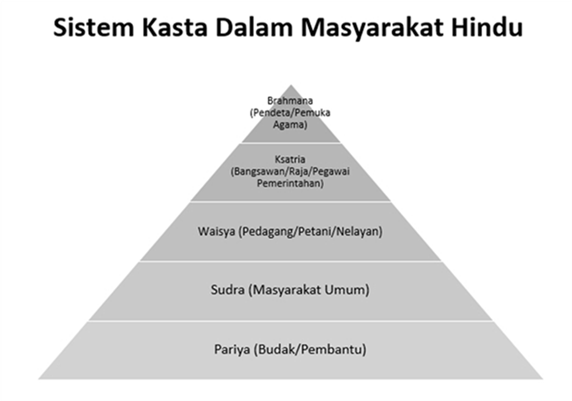 Sistem Kasta Dalam Masyarakat Hindu
Brahmana
(Pendeta/Pemuka
Agama)
Ksatria
(Bangsawan/Raja/Pegawai
Pemerintahan)
Waisya (Pedagang/Petani/Nelayan)
Sudra (Masyarakat Umum)
Pariya (Budak/Pembantu)